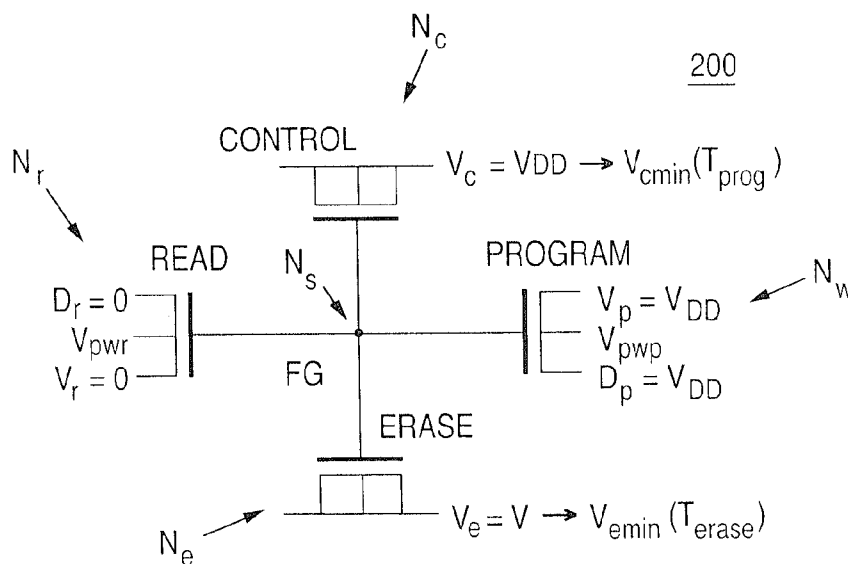 N_c
200
CONTROL
V_c = VDD → V_cmin(T_prog)
N_r
READ
N_s
PROGRAM
N_w
D_r = 0
V_pwr
V_r = 0
V_p = V_DD
V_pwp
D_p = V_DD
FG
ERASE
V_e = V → V_emin (T_erase)
N_e